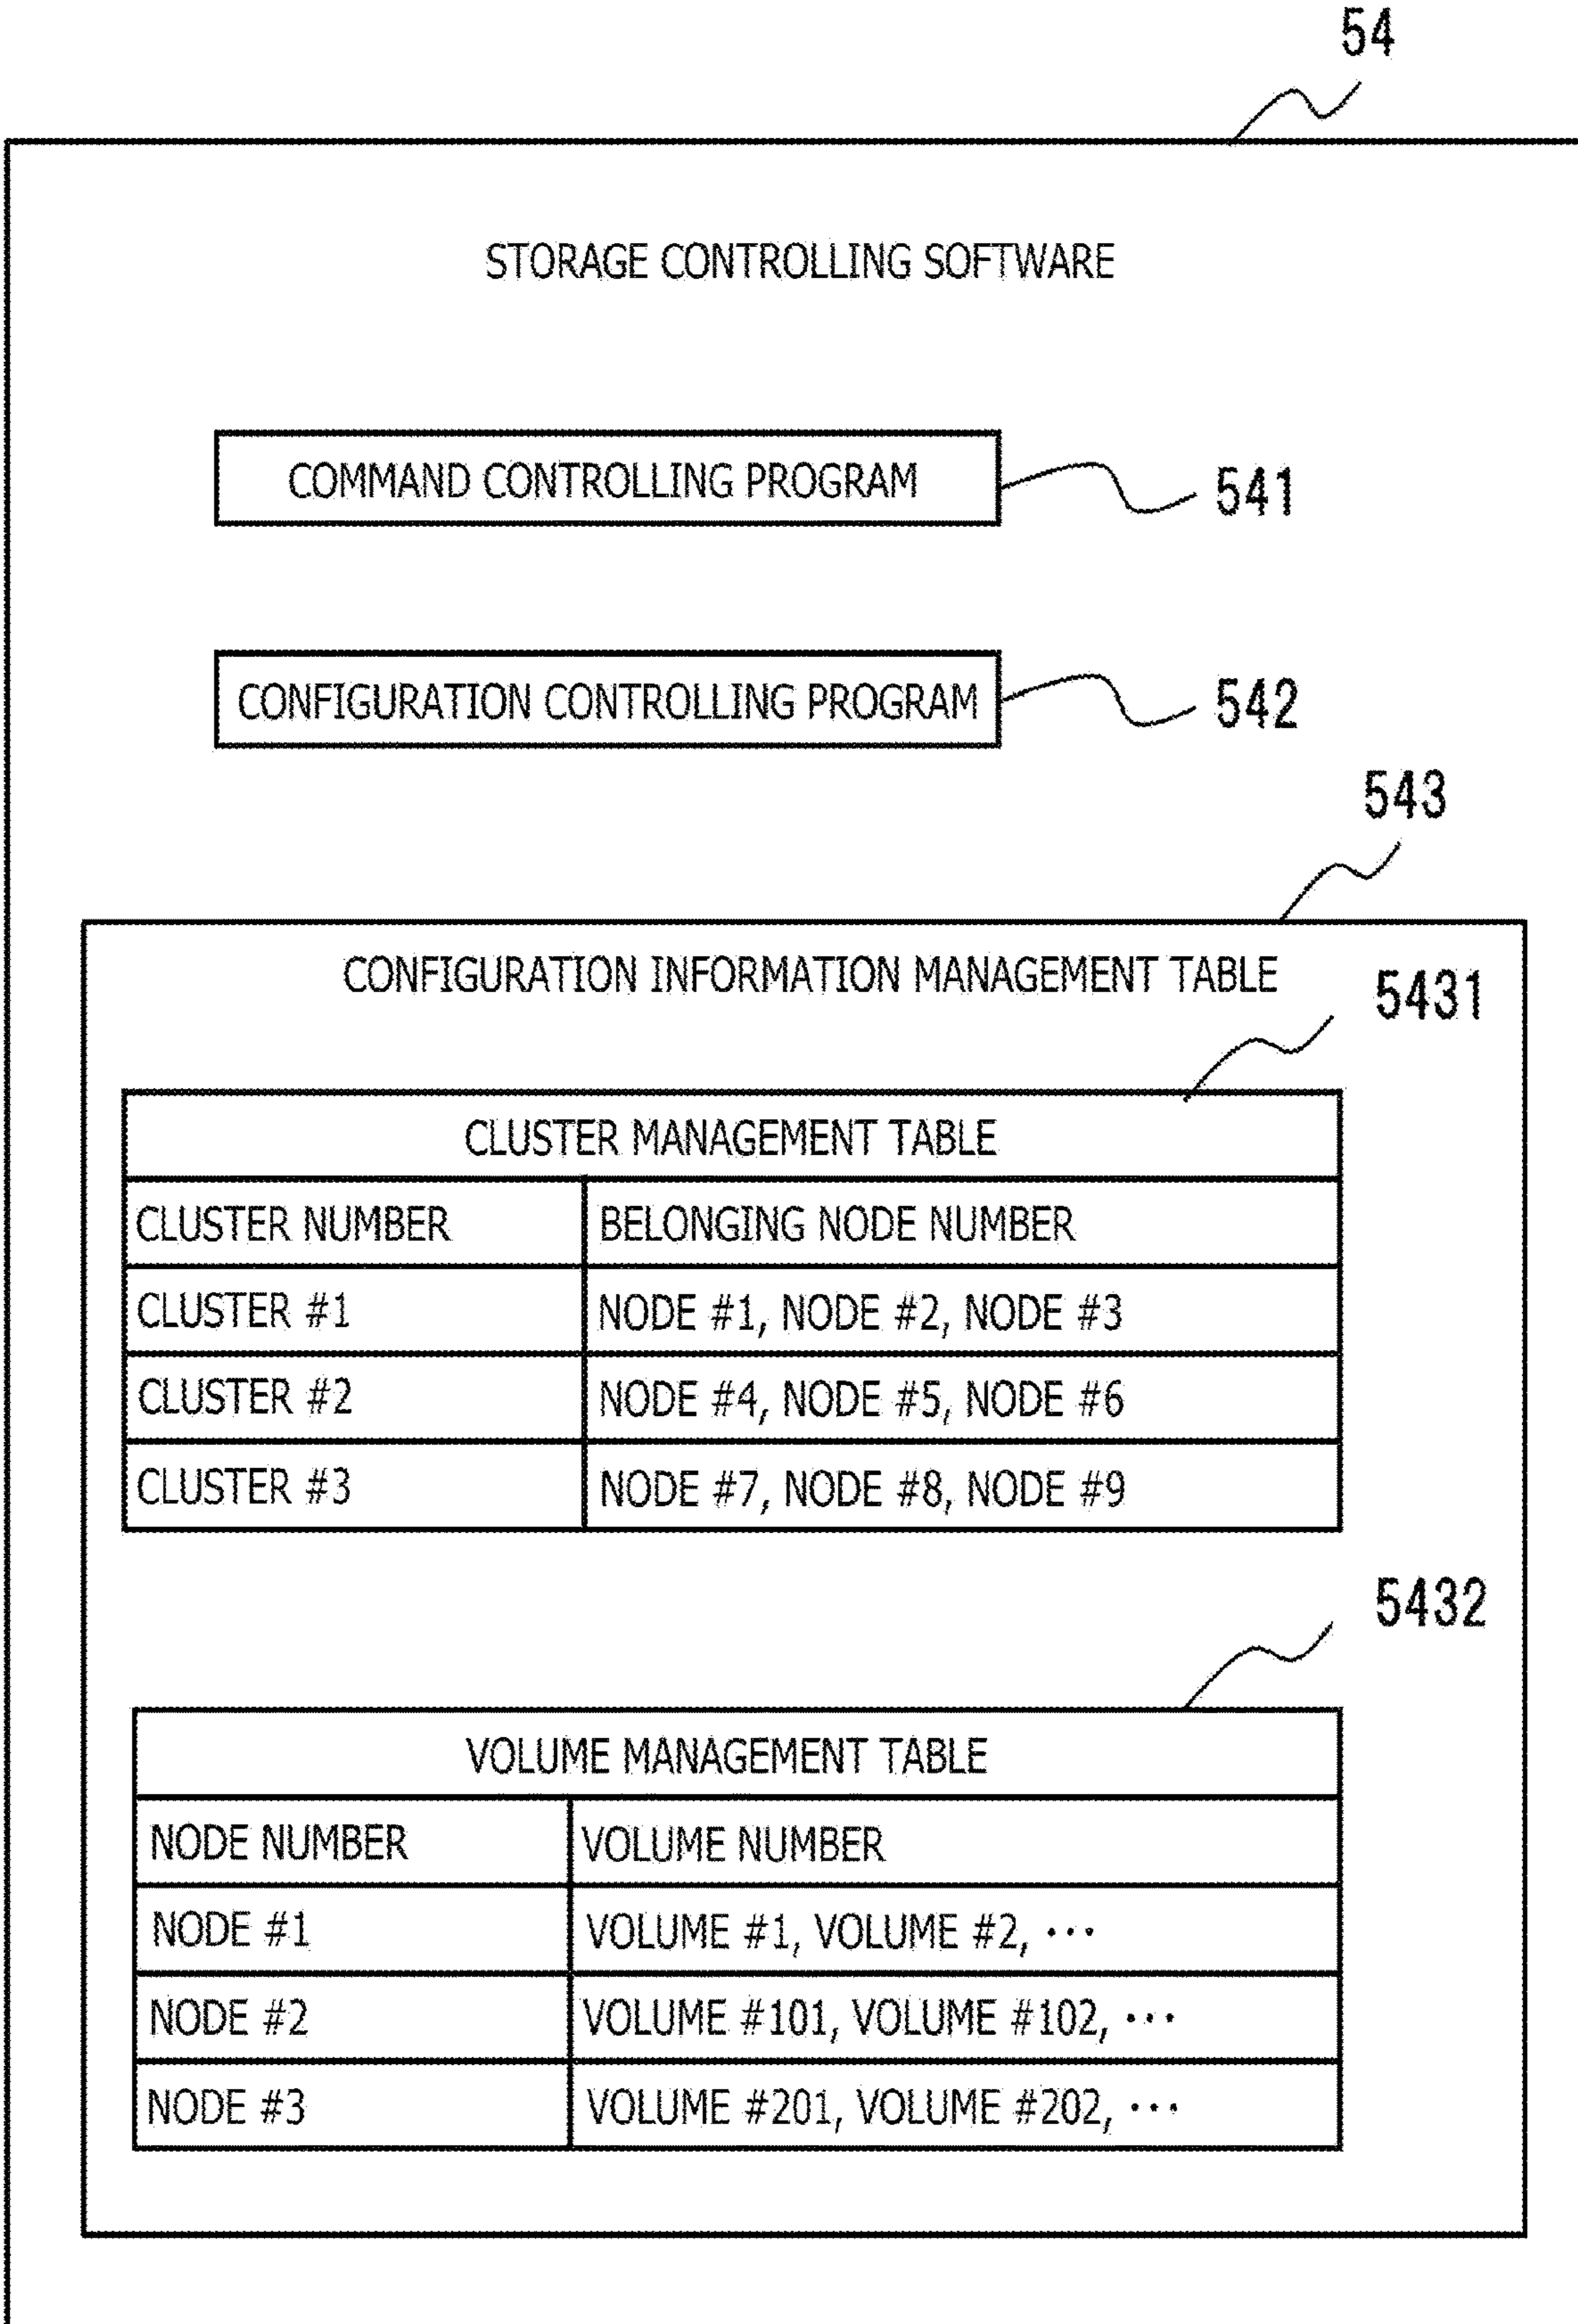 54
STORAGE CONTROLLING SOFTWARE
COMMAND CONTROLLING PROGRAM
541
CONFIGURATION CONTROLLING PROGRAM
542
543
CONFIGURATION INFORMATION MANAGEMENT TABLE
5431
CLUSTER MANAGEMENT TABLE
CLUSTER NUMBER BELONGING NODE NUMBER
CLUSTER #1 NODE #1, NODE #2, NODE #3
CLUSTER #2 NODE #4, NODE #5, NODE #6
CLUSTER #3 NODE #7, NODE #8, NODE #9
5432
VOLUME MANAGEMENT TABLE
NODE NUMBER VOLUME NUMBER
NODE #1 VOLUME #1, VOLUME #2, ···
NODE #2 VOLUME #101, VOLUME #102, ···
NODE #3 VOLUME #201, VOLUME #202, ···